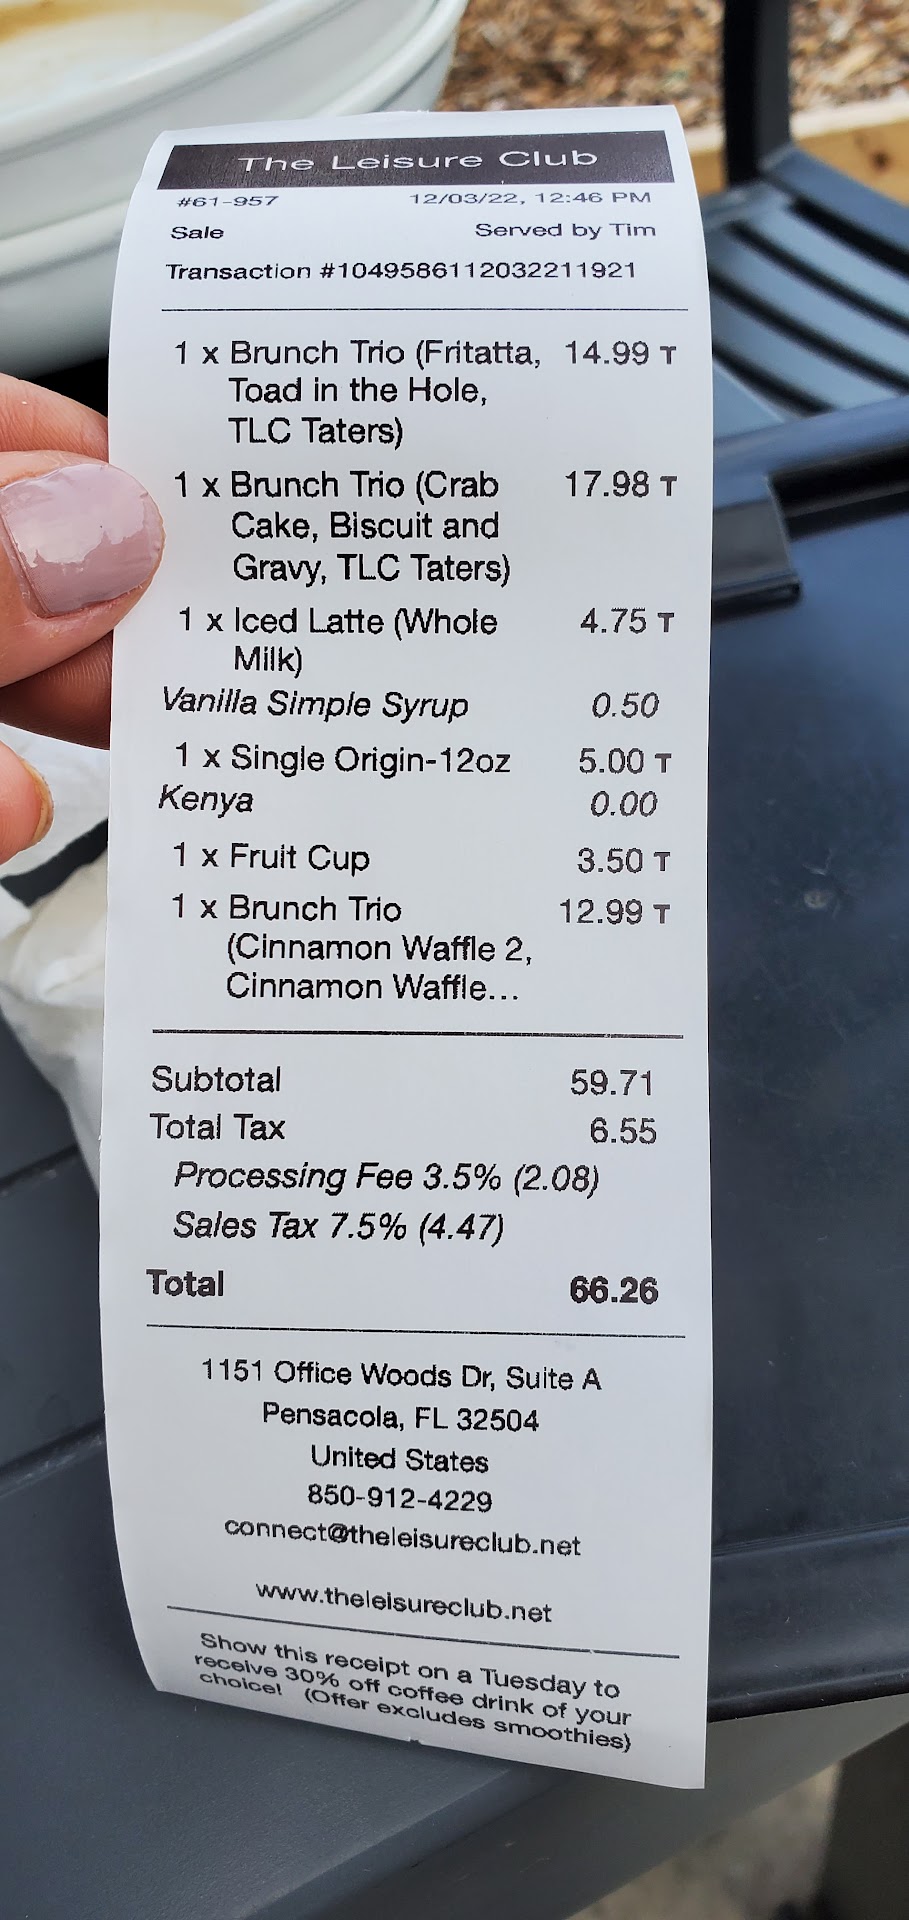 The Leisure Club
#61-957 12/03/22, 12:46 PM
Sale Served by Tim
Transaction #1049586112032211921
1 x Brunch Trio (Fritatta, 14.99 T
Toad in the Hole,
TLC Taters)
1 x Brunch Trio (Crab 17.98 T
Cake, Biscuit and
Gravy, TLC Taters)
1 x Iced Latte (Whole 4.75 T
Milk)
Vanilla Simple Syrup 0.50
1 x Single Origin-12oz 5.00 T
Kenya 0.00
1 x Fruit Cup 3.50 T
1 x Brunch Trio 12.99 T
(Cinnamon Waffle 2,
Cinnamon Waffle...
Subtotal 59.71
Total Tax 6.55
Processing Fee 3.5% (2.08)
Sales Tax 7.5% (4.47)
Total 66.26
1151 Office Woods Dr, Suite A
Pensacola, FL 32504
United States
850-912-4229
connect@theleisureclub.net
www.theleisureclub.net
Show this receipt on a Tuesday to
receive 30% off coffee drink of your
choice! (Offer excludes smoothies)